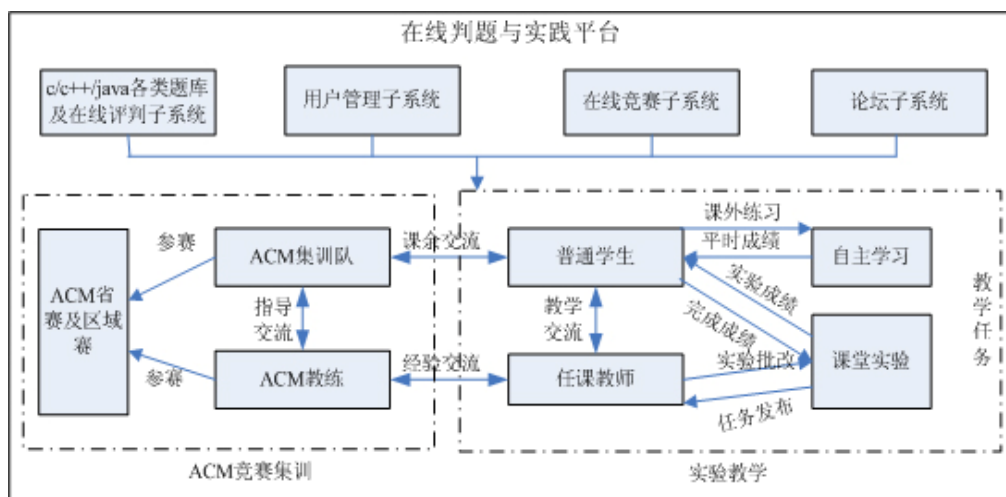 在线判题与实践平台
c/c++/java各类题库
及在线评判子系统
用户管理子系统
在线竞赛子系统
论坛子系统
ACM省
赛及区域
赛
参赛
参赛
ACM集训队
指导
交流
ACM教练
课余交流
经验交流
普通学生
教学
交流
任课教师
课外练习
平时成绩
实验成绩
完成成绩
实验批改
任务发布
自主学习
课堂实验
教学任务
ACM竞赛集训
实验教学